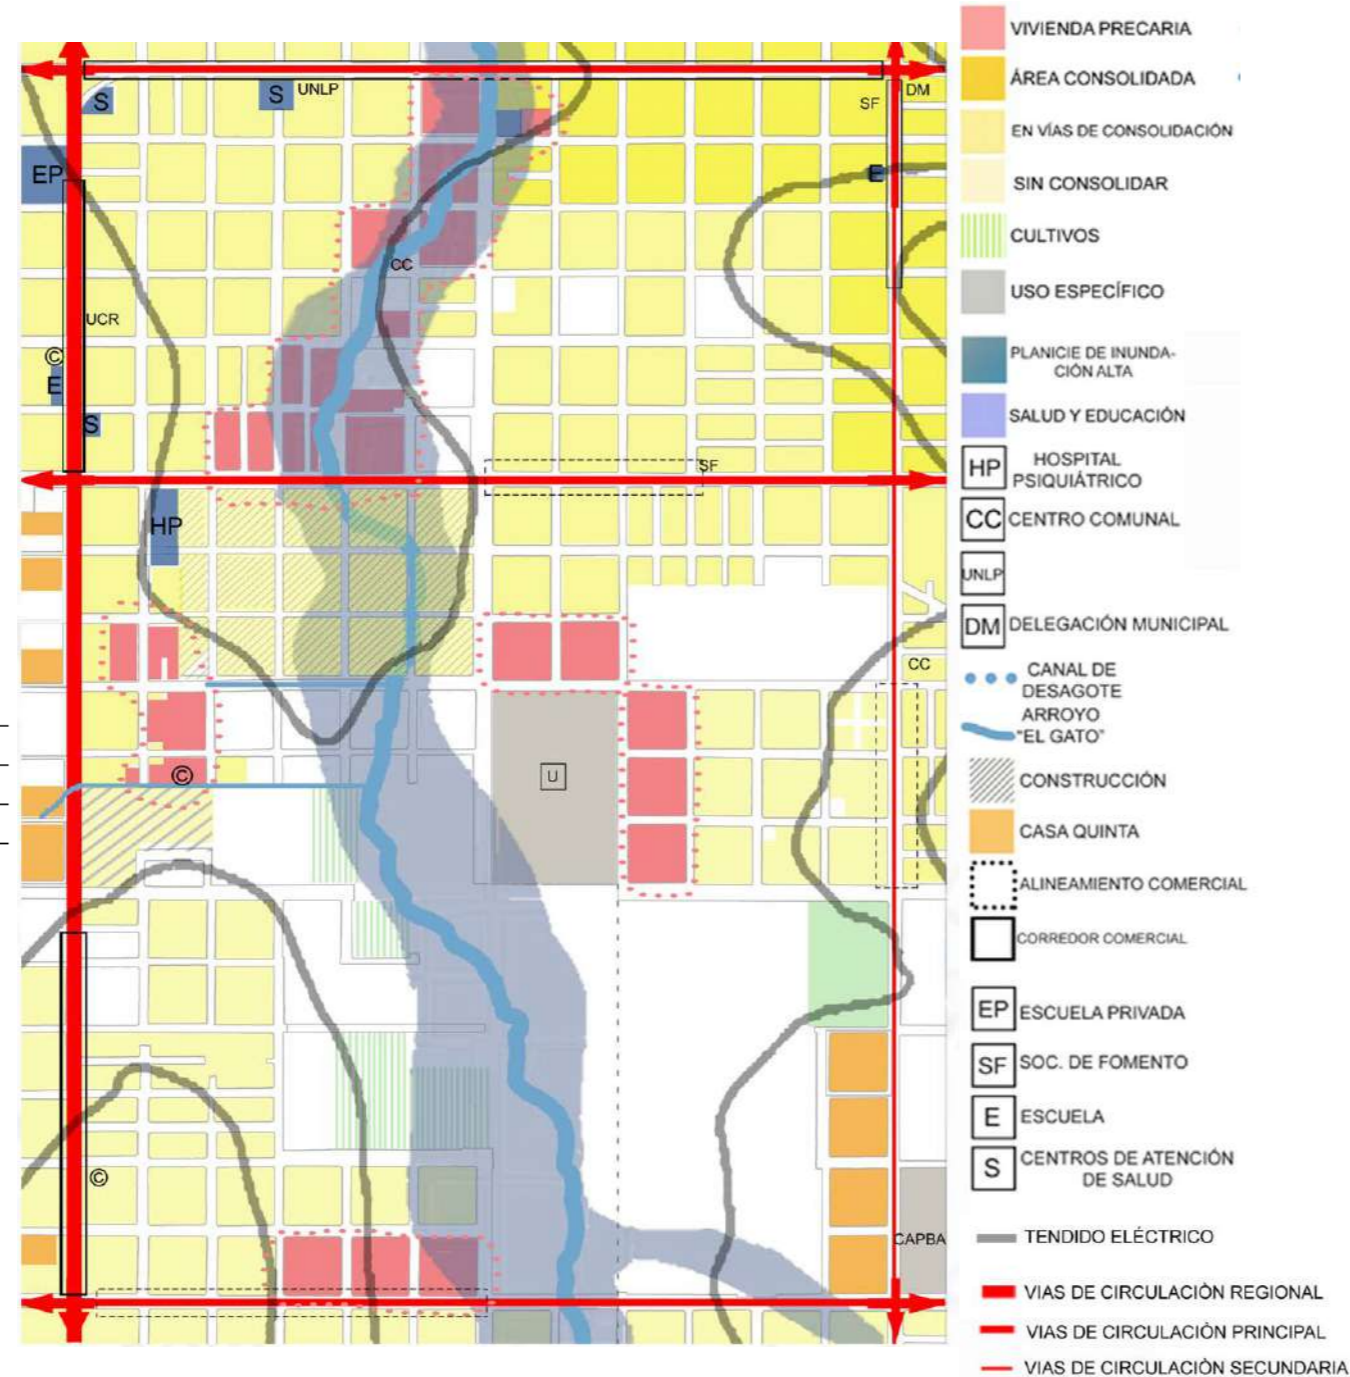 S
S UNLP
SF
DM
EP
E
CC
UCR
©
E
S
SF
HP
CC
©
U
©
CAPBA
VIVIENDA PRECARIA
ÁREA CONSOLIDADA
EN VÍAS DE CONSOLIDACIÓN
SIN CONSOLIDAR
CULTIVOS
USO ESPECÍFICO
PLANICIE DE INUNDA-
CIÓN ALTA
SALUD Y EDUCACIÓN
HP HOSPITAL
PSIQUIÁTRICO
CC CENTRO COMUNAL
UNLP
DM DELEGACIÓN MUNICIPAL
CANAL DE
DESAGOTE
ARROYO
"EL GATO"
CONSTRUCCIÓN
CASA QUINTA
ALINEAMIENTO COMERCIAL
CORREDOR COMERCIAL
EP ESCUELA PRIVADA
SF SOC. DE FOMENTO
E ESCUELA
S CENTROS DE ATENCIÓN
DE SALUD
TENDIDO ELÉCTRICO
VIAS DE CIRCULACIÒN REGIONAL
VIAS DE CIRCULACIÒN PRINCIPAL
VIAS DE CIRCULACIÒN SECUNDARIA